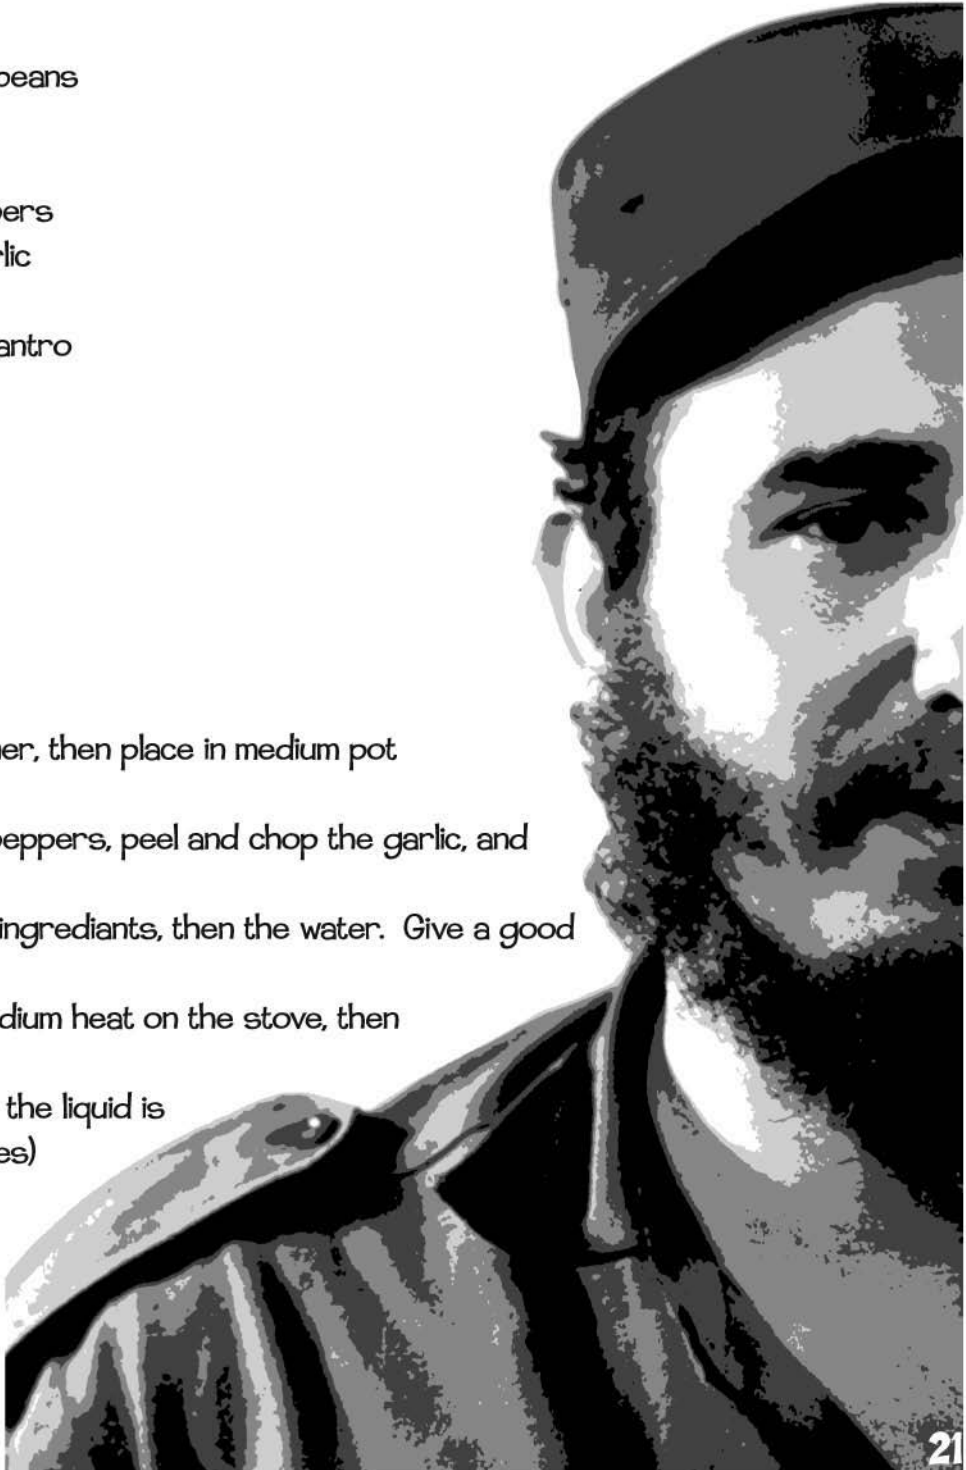 beans
pers
rlic
antro
her, then place in medium pot
peppers, peel and chop the garlic, and
ingrediants, then the water.  Give a good
dium heat on the stove, then
the liquid is
es)
21